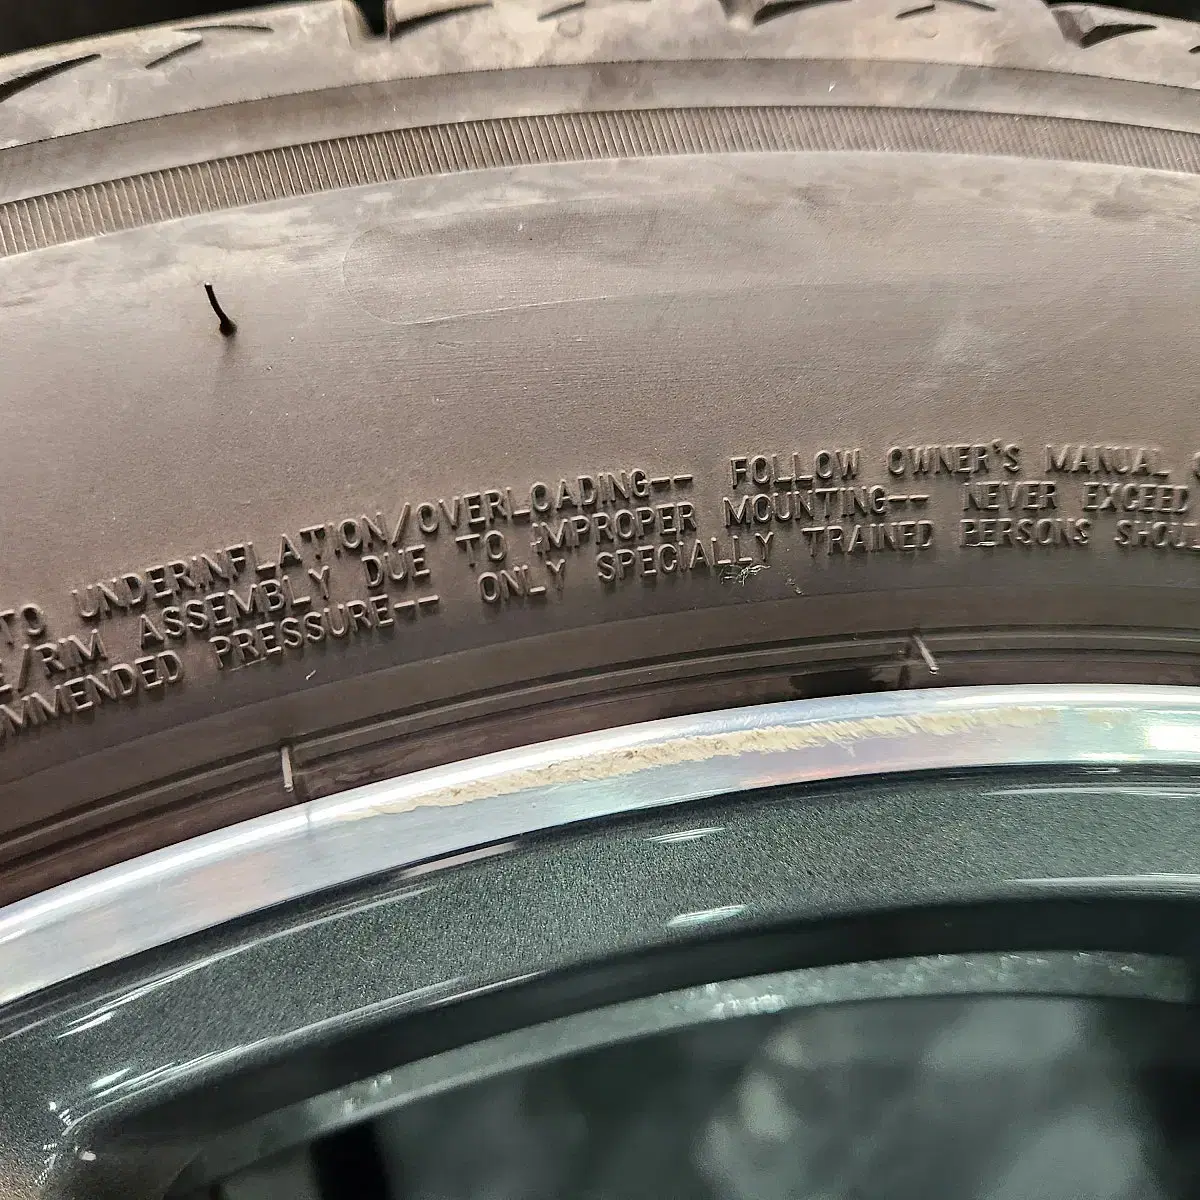 TO UNDERINFLATION/OVERLOADING-- FOLLOW OWNER'S MANUAL
/RIM ASSEMBLY DUE TO IMPROPER MOUNTING-- NEVER EXCEED
MMENDED PRESSURE-- ONLY SPECIALLY TRAINED PERSONS SHOUL